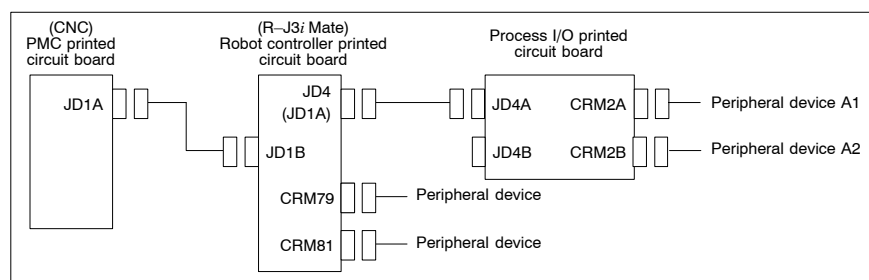 (CNC)
PMC printed
circuit board
(R–J3i Mate)
Robot controller printed
circuit board
Process I/O printed
circuit board
JD1A
JD4
(JD1A)
JD1B
CRM79
CRM81
JD4A
CRM2A
JD4B
CRM2B
Peripheral device A1
Peripheral device A2
Peripheral device
Peripheral device